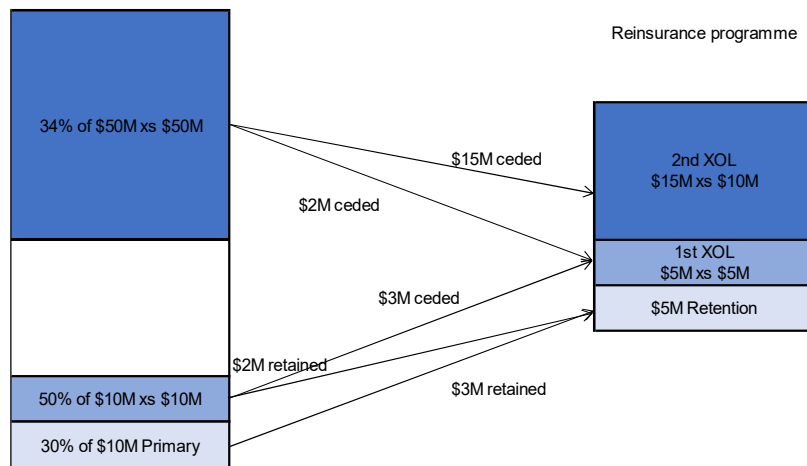 Reinsurance programme
34% of $50M xs $50M
$15M ceded
2nd XOL
$15M xs $10M
$2M ceded
1st XOL
$5M xs $5M
$3M ceded
$5M Retention
$2M retained
$3M retained
50% of $10M xs $10M
30% of $10M Primary